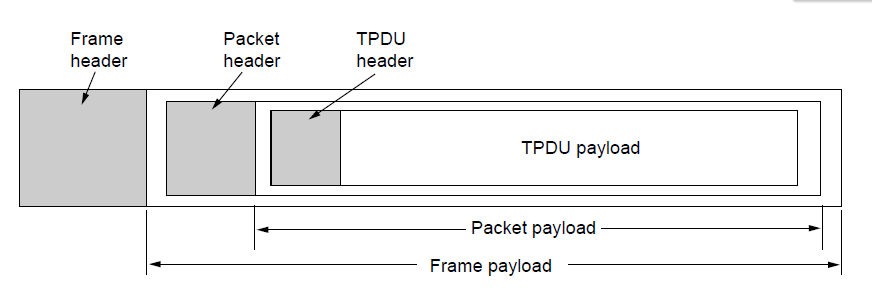 Frame
header
Packet
header
TPDU
header
TPDU payload
Packet payload
Frame payload